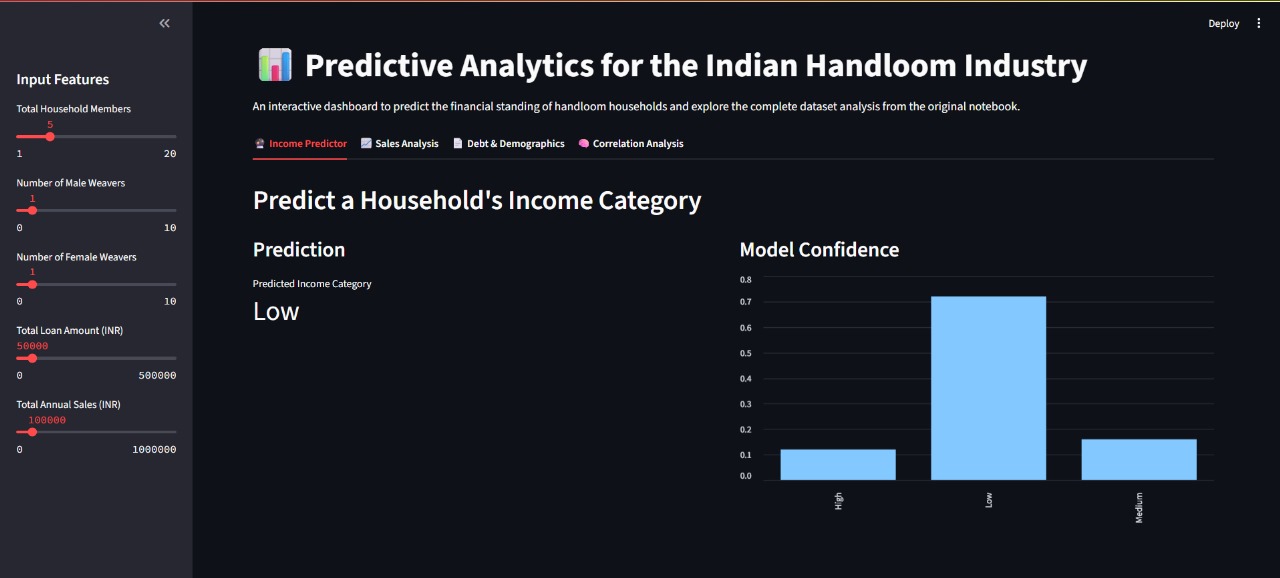 Deploy
Input Features
Total Household Members
5
1 20
Number of Male Weavers
1
0 10
Number of Female Weavers
1
0 10
Total Loan Amount (INR)
50000
0 500000
Total Annual Sales (INR)
100000
0 1000000
Predictive Analytics for the Indian Handloom Industry
An interactive dashboard to predict the financial standing of handloom households and explore the complete dataset analysis from the original notebook.
Income Predictor Sales Analysis Debt & Demographics Correlation Analysis
Predict a Household's Income Category
Prediction
Predicted Income Category
Low
Model Confidence
0.8
0.7
0.6
0.5
0.4
0.3
0.2
0.1
0.0
High Low Medium